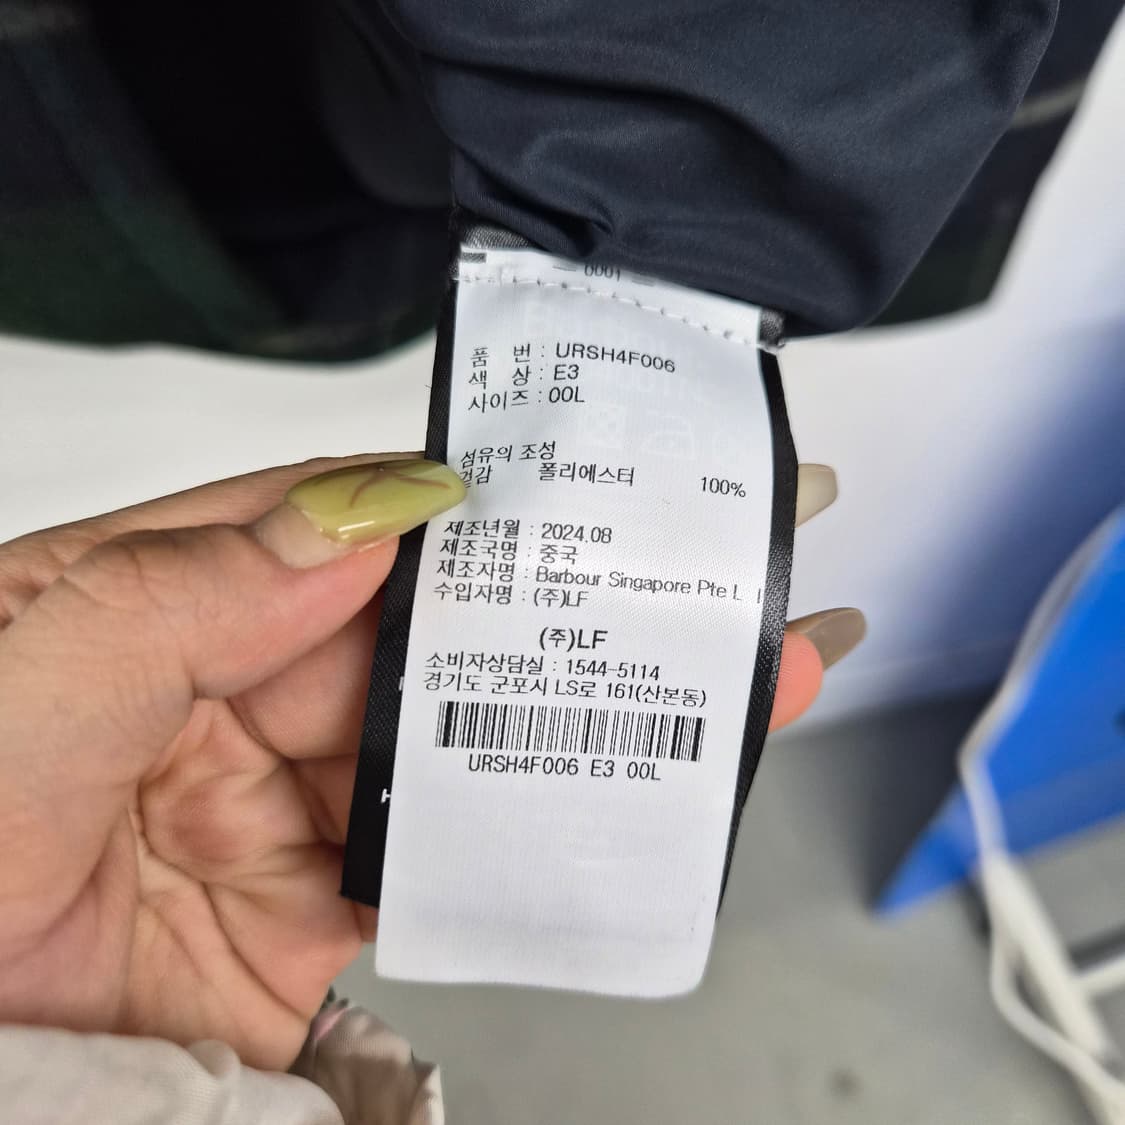 0001
품 번 : URSH4F006
색 상 : E3
사이즈 : 00L
섬유의 조성
겉감 폴리에스터 100%
제조년월 : 2024.08
제조국명 : 중국
제조자명 : Barbour Singapore Pte L
수입자명 : (주)LF
(주)LF
소비자상담실 : 1544-5114
경기도 군포시 LS로 161(산본동)
URSH4F006 E3 00L